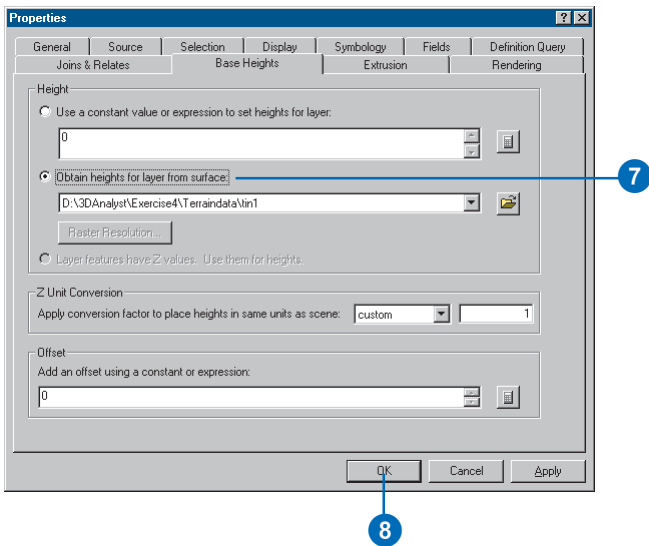 Properties
? ×
General Source Selection Display Symbology Fields Definition Query
Joins & Relates Base Heights Extrusion Rendering
Height
Use a constant value or expression to set heights for layer:
0
Obtain heights for layer from surface:
7
D:\3DAnalyst\Exercise4\Terraindata\tin1
Raster Resolution...
Layer features have Z values. Use them for heights.
Z Unit Conversion
Apply conversion factor to place heights in same units as scene: custom 1
Offset
Add an offset using a constant or expression:
0
OK Cancel Apply
8